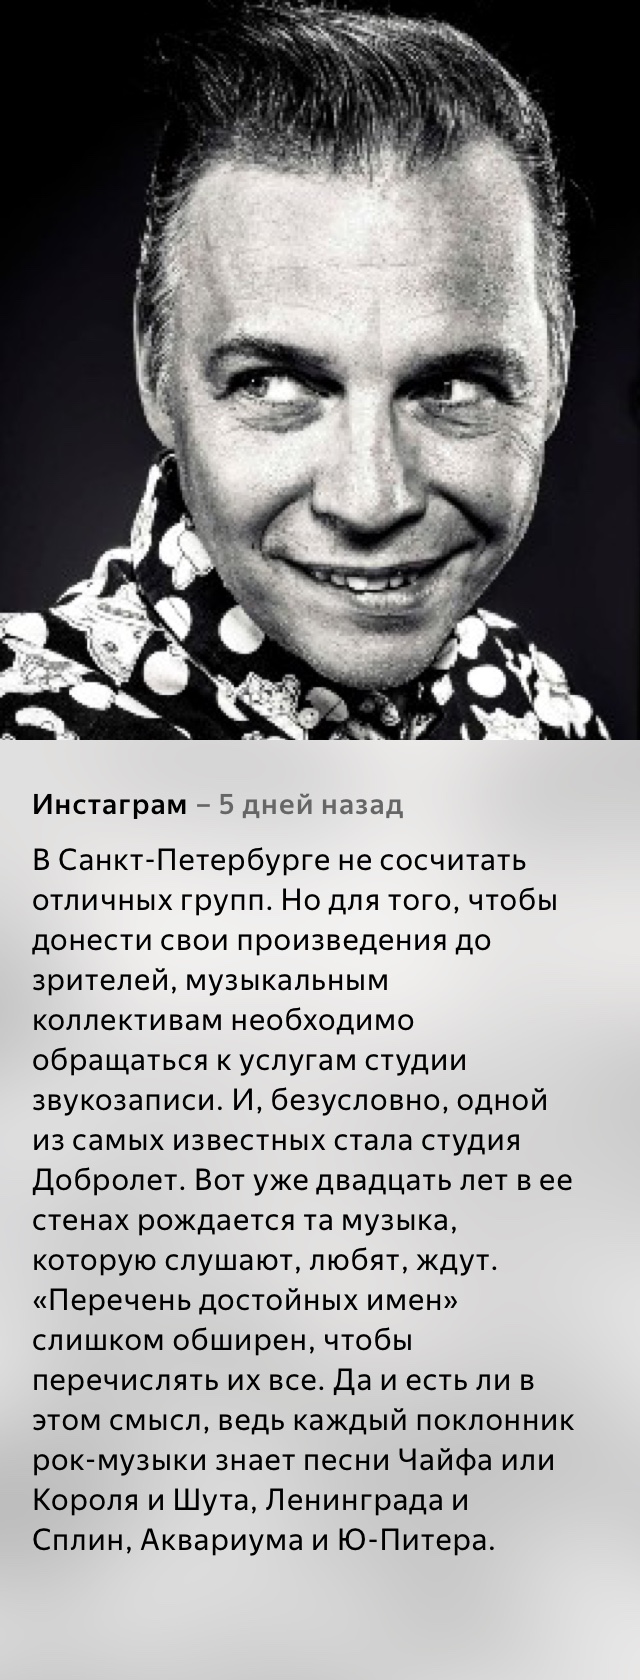 Инстаграм – 5 дней назад
В Санкт-Петербурге не сосчитать
отличных групп. Но для того, чтобы
донести свои произведения до
зрителей, музыкальным
коллективам необходимо
обращаться к услугам студии
звукозаписи. И, безусловно, одной
из самых известных стала студия
Добролет. Вот уже двадцать лет в ее
стенах рождается та музыка,
которую слушают, любят, ждут.
«Перечень достойных имен»
слишком обширен, чтобы
перечислять их все. Да и есть ли в
этом смысл, ведь каждый поклонник
рок-музыки знает песни Чайфа или
Короля и Шута, Ленинграда и
Сплин, Аквариума и Ю-Питера.